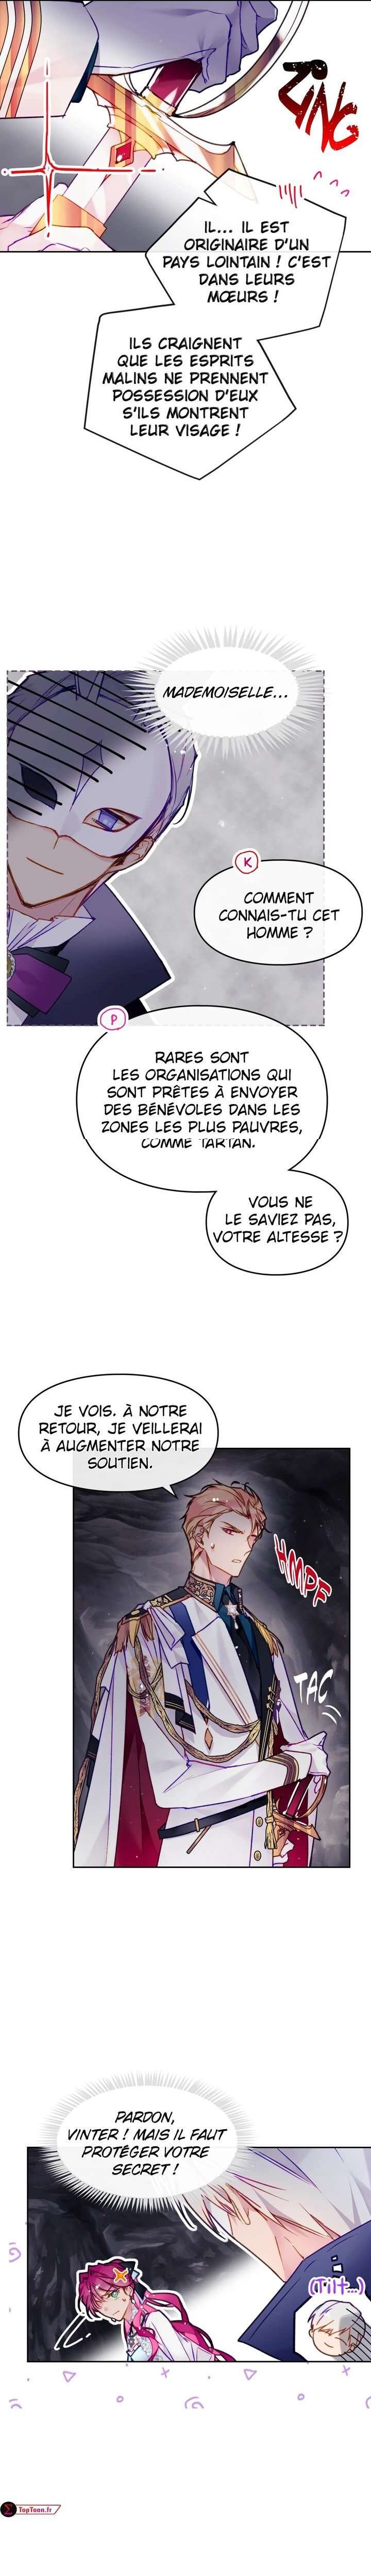 ZING
IL... IL EST
ORIGINAIRE D'UN
PAYS LOINTAIN ! C'EST
DANS LEURS
MŒURS !
ILS CRAIGNENT
QUE LES ESPRITS
MALINS NE PRENNENT
POSSESSION D'EUX
S'ILS MONTRENT
LEUR VISAGE !
MADEMOISELLE...
K
COMMENT
CONNAIS-TU CET
HOMME ?
P
RARES SONT
LES ORGANISATIONS QUI
SONT PRÊTES À ENVOYER
DES BÉNÉVOLES DANS LES
ZONES LES PLUS PAUVRES,
COMME TARTAN.
VOUS NE
LE SAVIEZ PAS,
VOTRE ALTESSE ?
JE VOIS. À NOTRE
RETOUR, JE VEILLERAI
À AUGMENTER NOTRE
SOUTIEN.
HMPF
TAC
PARDON,
VINTER ! MAIS IL FAUT
PROTÉGER VOTRE
SECRET !
(Tilt...)
TopToon.fr